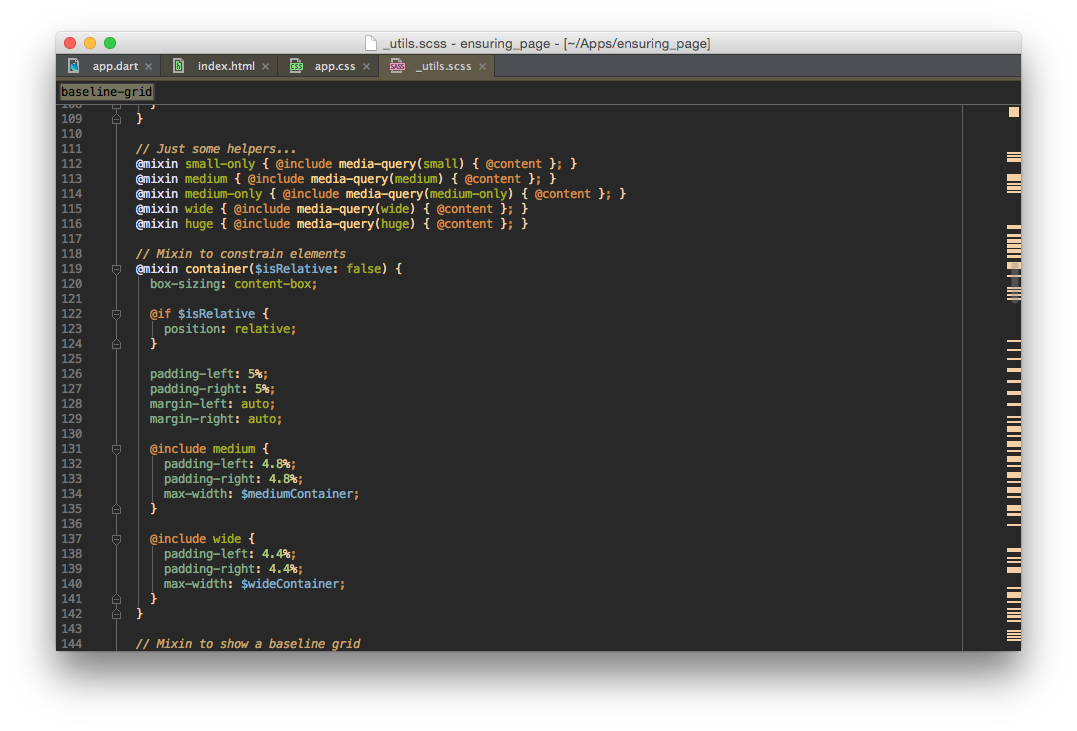 _utils.scss - ensuring_page - [~/Apps/ensuring_page]
app.dart index.html app.css _utils.scss
baseline-grid
108 }
109 }
110
111 // Just some helpers...
112 @mixin small-only { @include media-query(small) { @content }; }
113 @mixin medium { @include media-query(medium) { @content }; }
114 @mixin medium-only { @include media-query(medium-only) { @content }; }
115 @mixin wide { @include media-query(wide) { @content }; }
116 @mixin huge { @include media-query(huge) { @content }; }
117
118 // Mixin to constrain elements
119 @mixin container($isRelative: false) {
120 box-sizing: content-box;
121
122 @if $isRelative {
123 position: relative;
124 }
125
126 padding-left: 5%;
127 padding-right: 5%;
128 margin-left: auto;
129 margin-right: auto;
130
131 @include medium {
132 padding-left: 4.8%;
133 padding-right: 4.8%;
134 max-width: $mediumContainer;
135 }
136
137 @include wide {
138 padding-left: 4.4%;
139 padding-right: 4.4%;
140 max-width: $wideContainer;
141 }
142 }
143
144 // Mixin to show a baseline grid